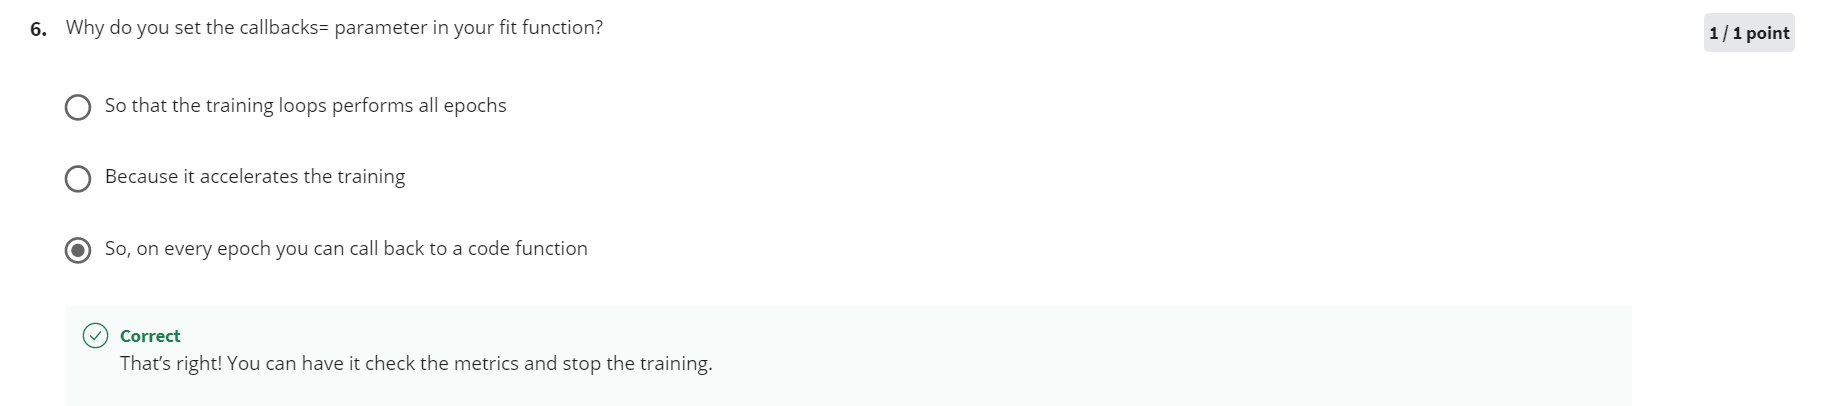 6. Why do you set the callbacks= parameter in your fit function?
1 / 1 point
So that the training loops performs all epochs
Because it accelerates the training
So, on every epoch you can call back to a code function
Correct
That’s right! You can have it check the metrics and stop the training.